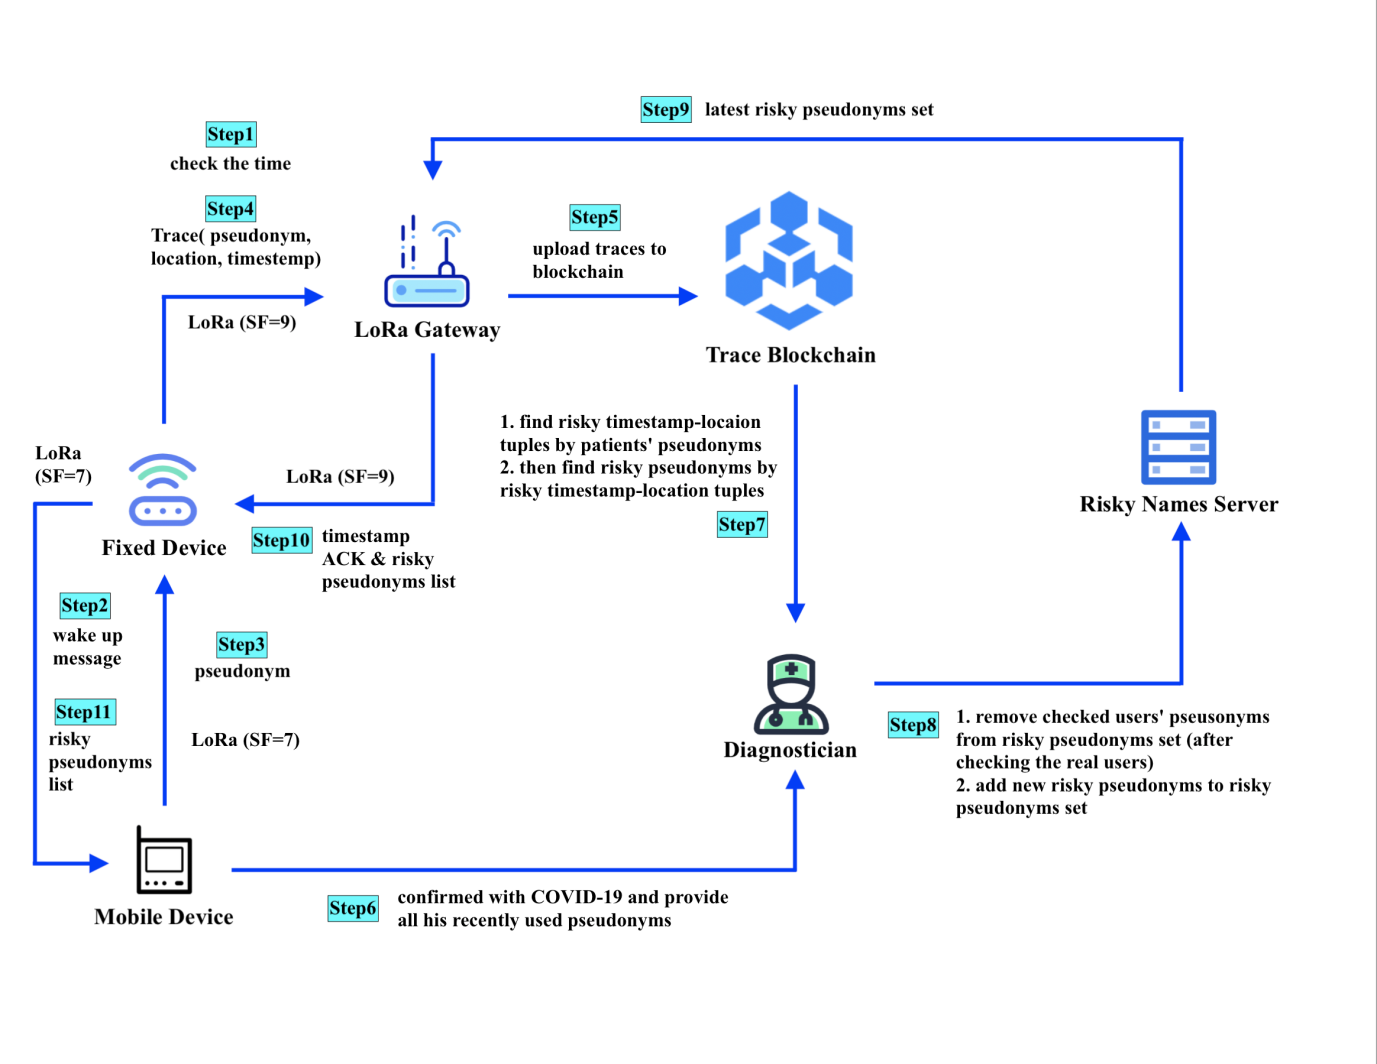 Step9 latest risky pseudonyms set
Step1
check the time
Step4
Trace( pseudonym,
location, timestemp)
LoRa (SF=9)
LoRa Gateway
Step5
upload traces to
blockchain
Trace Blockchain
1. find risky timestamp-locaion
tuples by patients' pseudonyms
2. then find risky pseudonyms by
risky timestamp-location tuples
Step7
Risky Names Server
LoRa
(SF=7)
LoRa (SF=9)
Fixed Device
Step10 timestamp
ACK & risky
pseudonyms list
Step2
wake up
message
Step3
pseudonym
Step11
risky
pseudonyms
list
LoRa (SF=7)
Diagnostician
Step8
1. remove checked users' pseusonyms
from risky pseudonyms set (after
checking the real users)
2. add new risky pseudonyms to risky
pseudonyms set
Mobile Device
Step6
confirmed with COVID-19 and provide
all his recently used pseudonyms